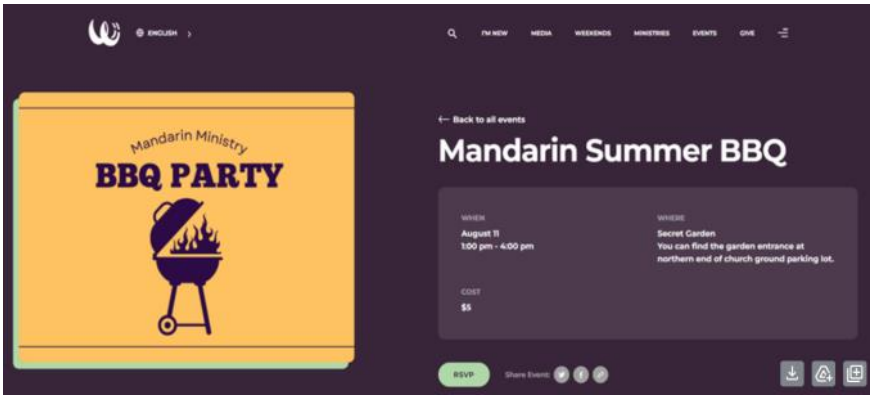 ENGLISH
I'M NEW
MEDIA
WEEKENDS
MINISTRIES
EVENTS
GIVE
Mandarin Ministry
BBQ PARTY
← Back to all events
Mandarin Summer BBQ
WHEN
August 11
1:00 pm - 4:00 pm
WHERE
Secret Garden
You can find the garden entrance at
northern end of church ground parking lot.
COST
$5
RSVP
Share Event: